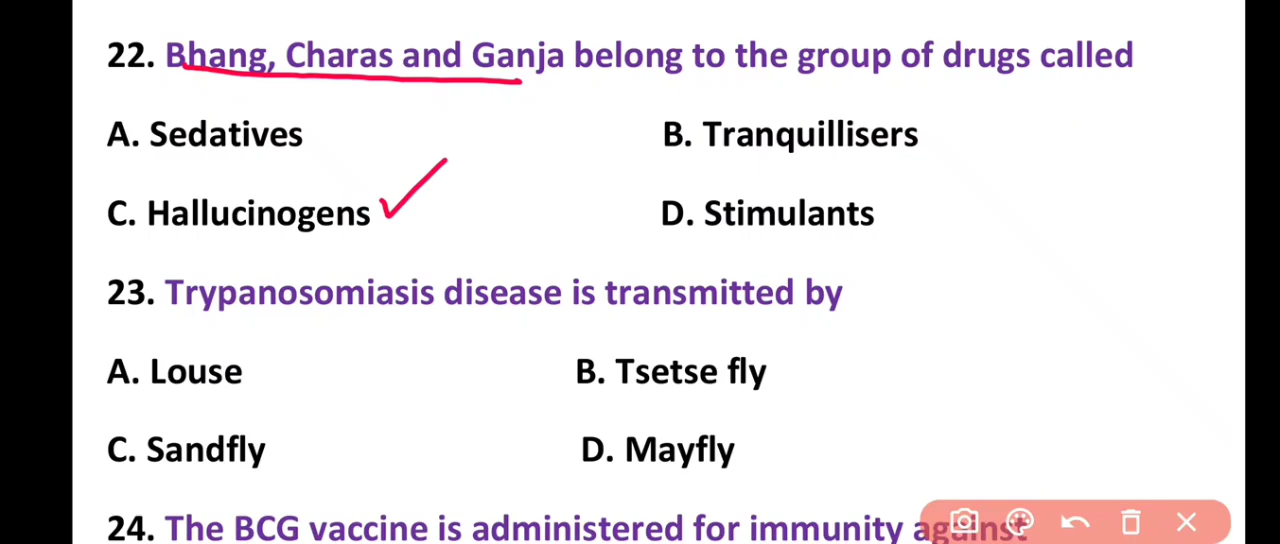 22. Bhang, Charas and Ganja belong to the group of drugs called
A. Sedatives B. Tranquillisers
C. Hallucinogens D. Stimulants
23. Trypanosomiasis disease is transmitted by
A. Louse B. Tsetse fly
C. Sandfly D. Mayfly
24. The BCG vaccine is administered for immunity against